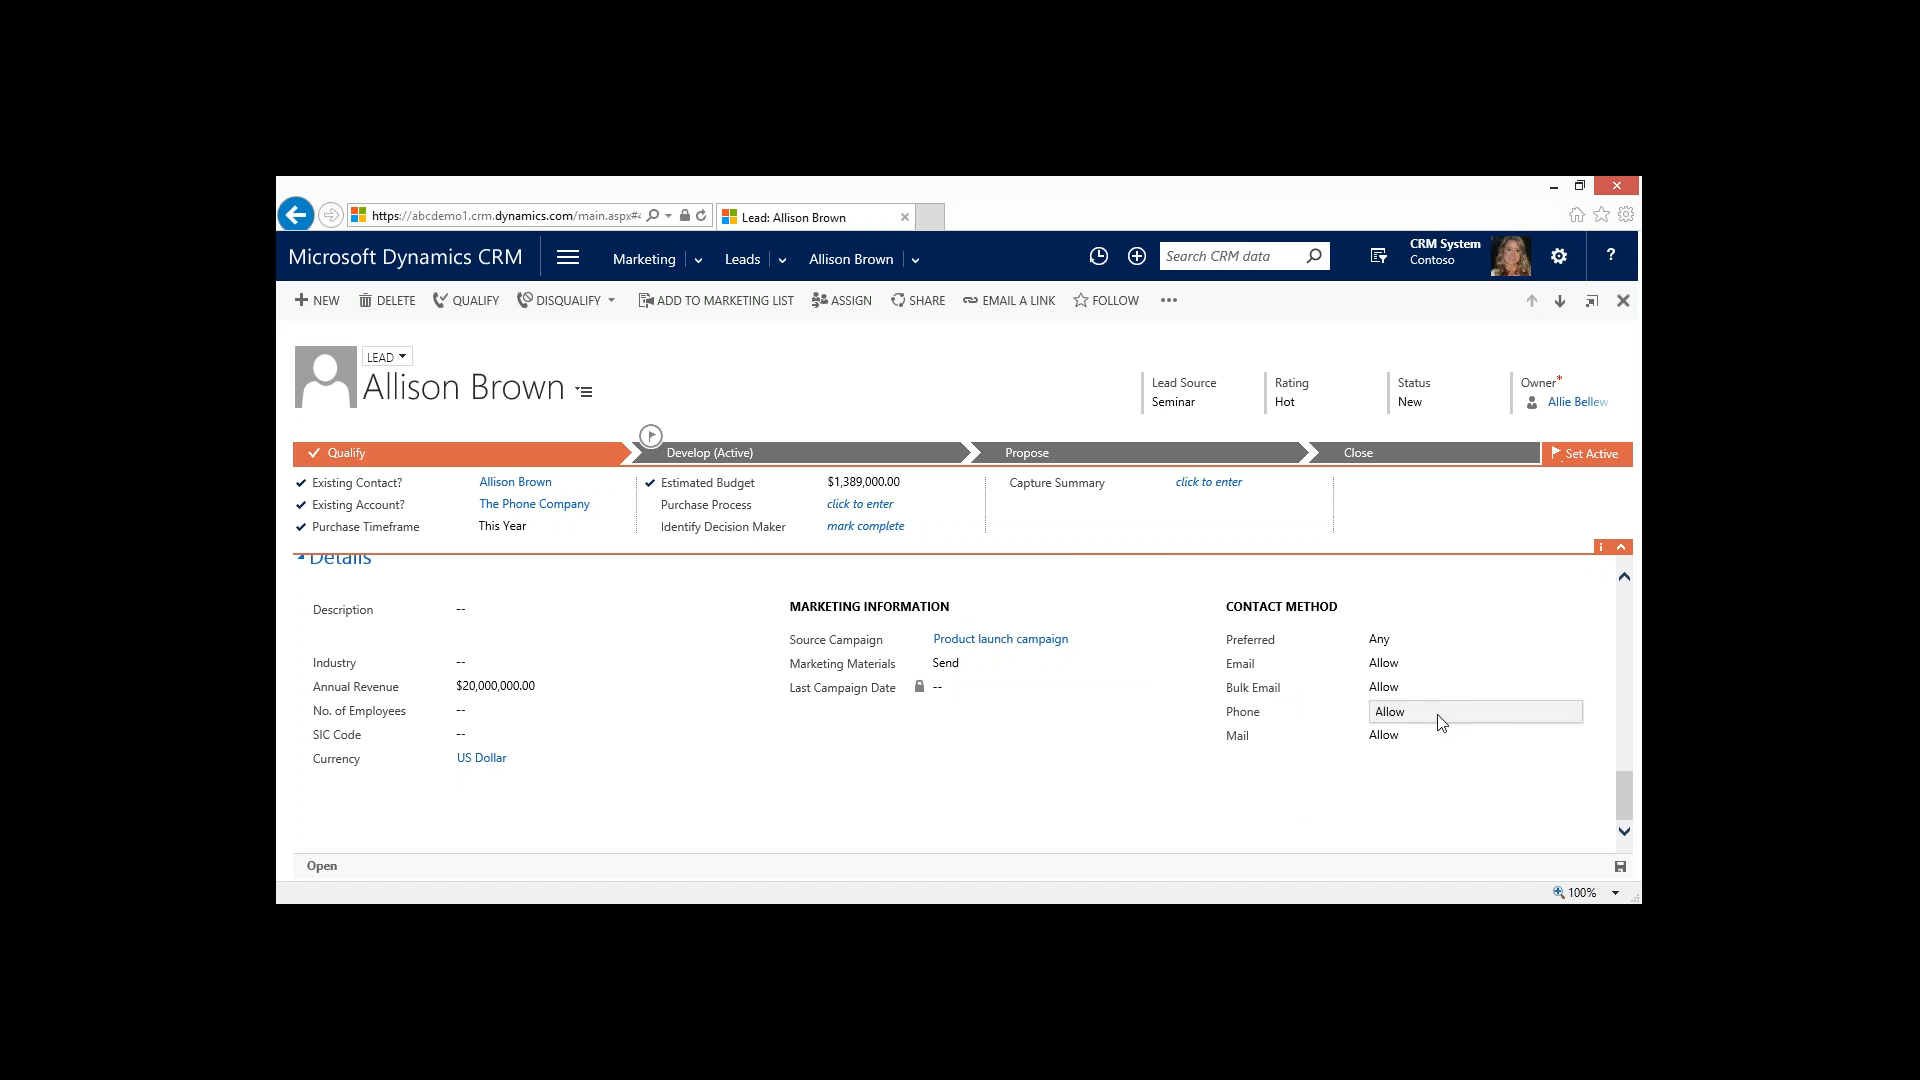 https://abcdemo1.crm.dynamics.com/main.aspx#
Lead: Allison Brown
Microsoft Dynamics CRM
Marketing
Leads
Allison Brown
Search CRM data
CRM System
Contoso
?
NEW
DELETE
QUALIFY
DISQUALIFY
ADD TO MARKETING LIST
ASSIGN
SHARE
EMAIL A LINK
FOLLOW
LEAD
Allison Brown
Lead Source
Seminar
Rating
Hot
Status
New
Owner*
Allie Bellew
Qualify
Develop (Active)
Propose
Close
Set Active
Existing Contact? Allison Brown
Existing Account? The Phone Company
Purchase Timeframe This Year
Estimated Budget $1,389,000.00
Purchase Process click to enter
Identify Decision Maker mark complete
Capture Summary click to enter
Details
Description --
Industry --
Annual Revenue $20,000,000.00
No. of Employees --
SIC Code --
Currency US Dollar
MARKETING INFORMATION
Source Campaign Product launch campaign
Marketing Materials Send
Last Campaign Date --
CONTACT METHOD
Preferred Any
Email Allow
Bulk Email Allow
Phone Allow
Mail Allow
Open
100%